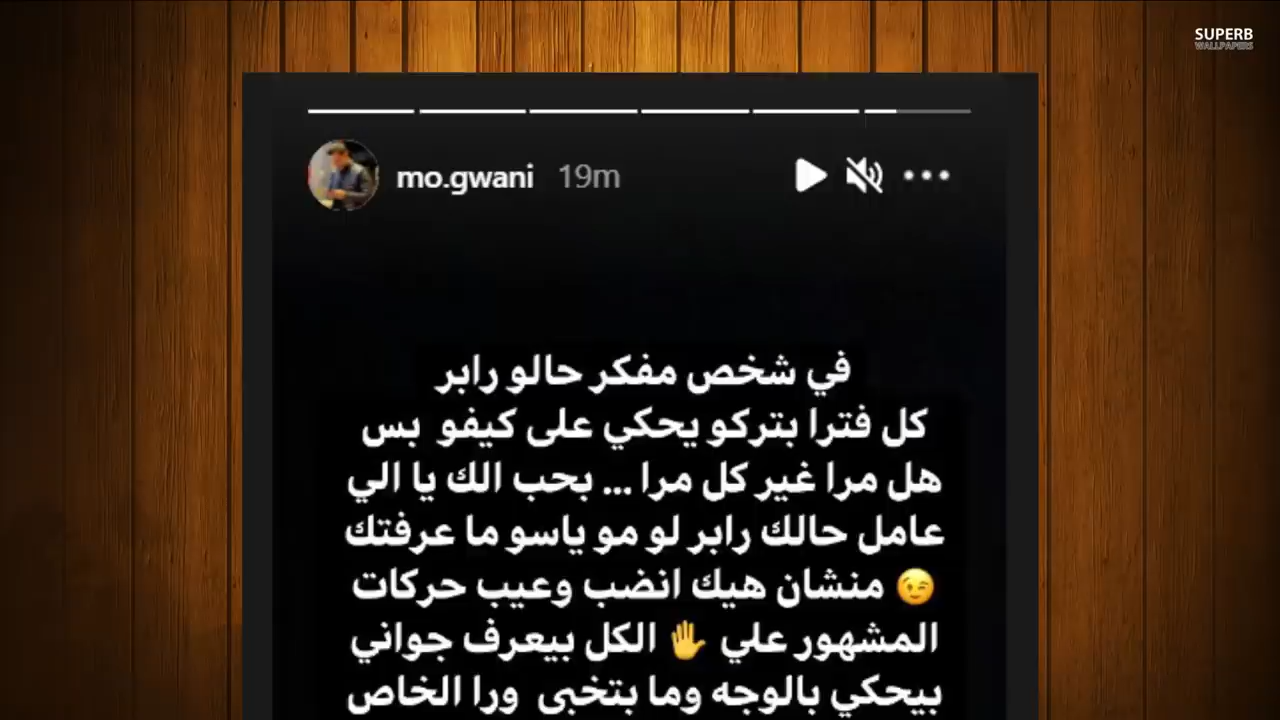 SUPERB
WALLPAPERS
mo.gwani 19m
في شخص مفكر حالو رابر
كل فترا بتركو يحكي على كيفو بس
هل مرا غير كل مرا ... بحب الك يا الي
عامل حالك رابر لو مو ياسو ما عرفتك
😉 منشان هيك انضب وعيب حركات
المشهور علي ✋ الكل بيعرف جواني
بيحكي بالوجه وما بتخبى ورا الخاص